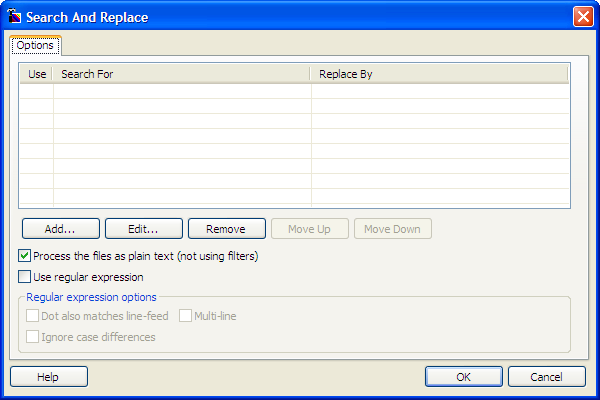 Search And Replace
Options
Use Search For Replace By
Add... Edit... Remove Move Up Move Down
Process the files as plain text (not using filters)
Use regular expression
Regular expression options
Dot also matches line-feed Multi-line
Ignore case differences
Help OK Cancel